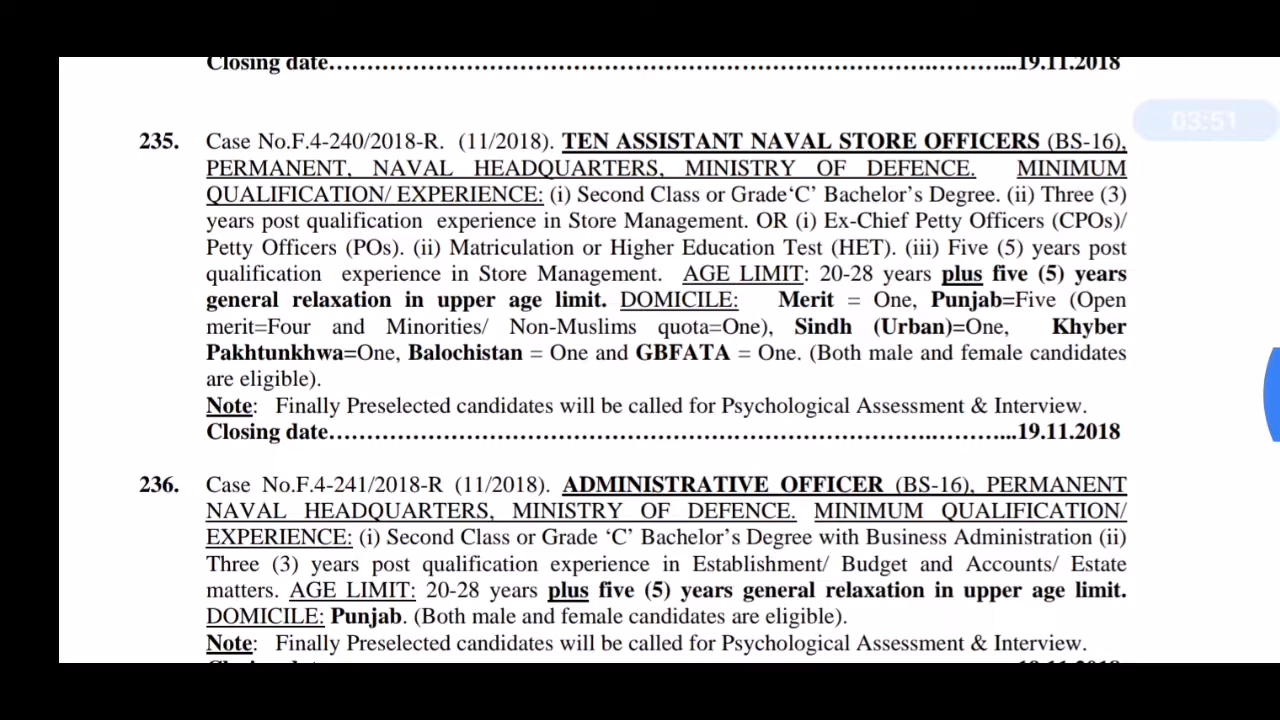 Closing date……………………………………………………………..………...19.11.2018
03:51
235. Case No.F.4-240/2018-R. (11/2018). TEN ASSISTANT NAVAL STORE OFFICERS (BS-16),
PERMANENT, NAVAL HEADQUARTERS, MINISTRY OF DEFENCE. MINIMUM
QUALIFICATION/ EXPERIENCE: (i) Second Class or Grade‘C’ Bachelor’s Degree. (ii) Three (3)
years post qualification experience in Store Management. OR (i) Ex-Chief Petty Officers (CPOs)/
Petty Officers (POs). (ii) Matriculation or Higher Education Test (HET). (iii) Five (5) years post
qualification experience in Store Management. AGE LIMIT: 20-28 years plus five (5) years
general relaxation in upper age limit. DOMICILE: Merit = One, Punjab=Five (Open
merit=Four and Minorities/ Non-Muslims quota=One), Sindh (Urban)=One, Khyber
Pakhtunkhwa=One, Balochistan = One and GBFATA = One. (Both male and female candidates
are eligible).
Note: Finally Preselected candidates will be called for Psychological Assessment & Interview.
Closing date……………………………………………………………..………...19.11.2018
236. Case No.F.4-241/2018-R (11/2018). ADMINISTRATIVE OFFICER (BS-16), PERMANENT
NAVAL HEADQUARTERS, MINISTRY OF DEFENCE. MINIMUM QUALIFICATION/
EXPERIENCE: (i) Second Class or Grade ‘C’ Bachelor’s Degree with Business Administration (ii)
Three (3) years post qualification experience in Establishment/ Budget and Accounts/ Estate
matters. AGE LIMIT: 20-28 years plus five (5) years general relaxation in upper age limit.
DOMICILE: Punjab. (Both male and female candidates are eligible).
Note: Finally Preselected candidates will be called for Psychological Assessment & Interview.